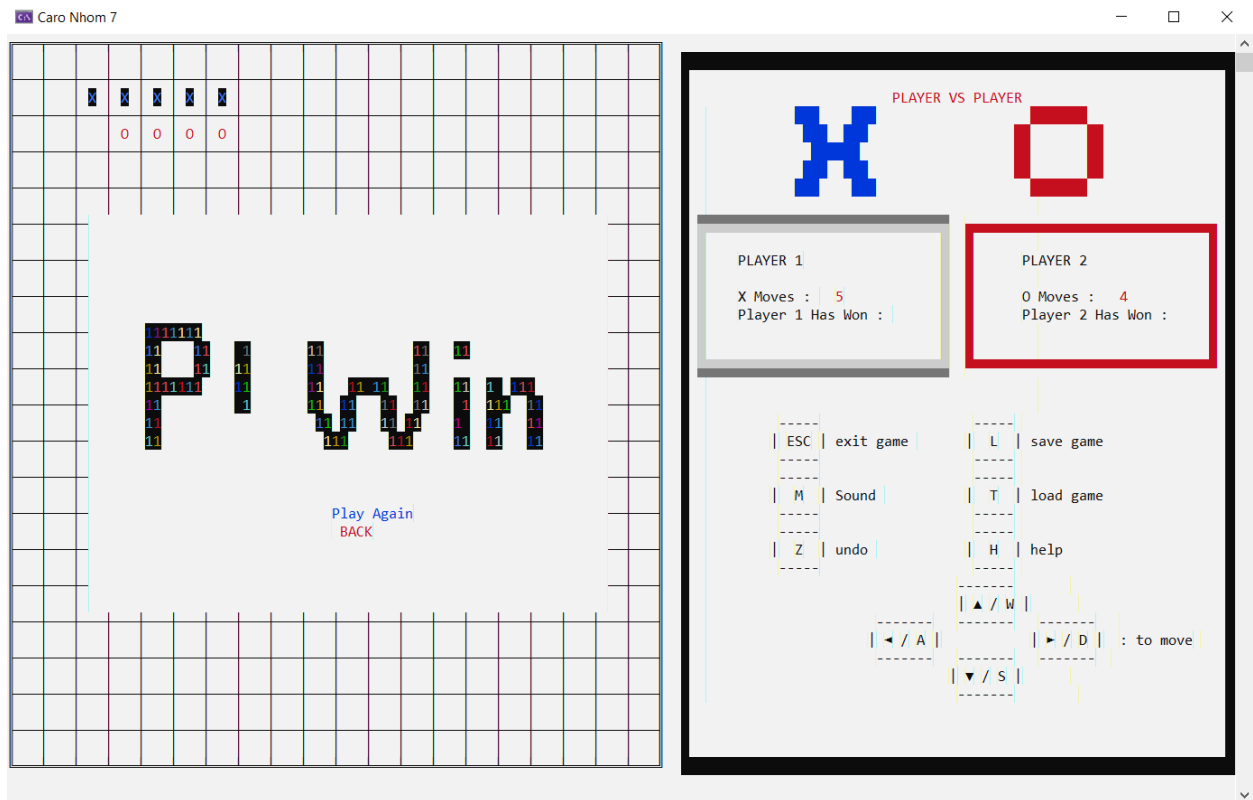 Caro Nhom 7
X X X X X
O O O O
P1 Win
Play Again
BACK
PLAYER VS PLAYER
X O
PLAYER 1
X Moves : 5
Player 1 Has Won :
PLAYER 2
O Moves : 4
Player 2 Has Won :
| ESC | exit game
| L | save game
| M | Sound
| T | load game
| Z | undo
| H | help
| ▲ / W |
| ◄ / A | | ► / D | : to move
| ▼ / S |